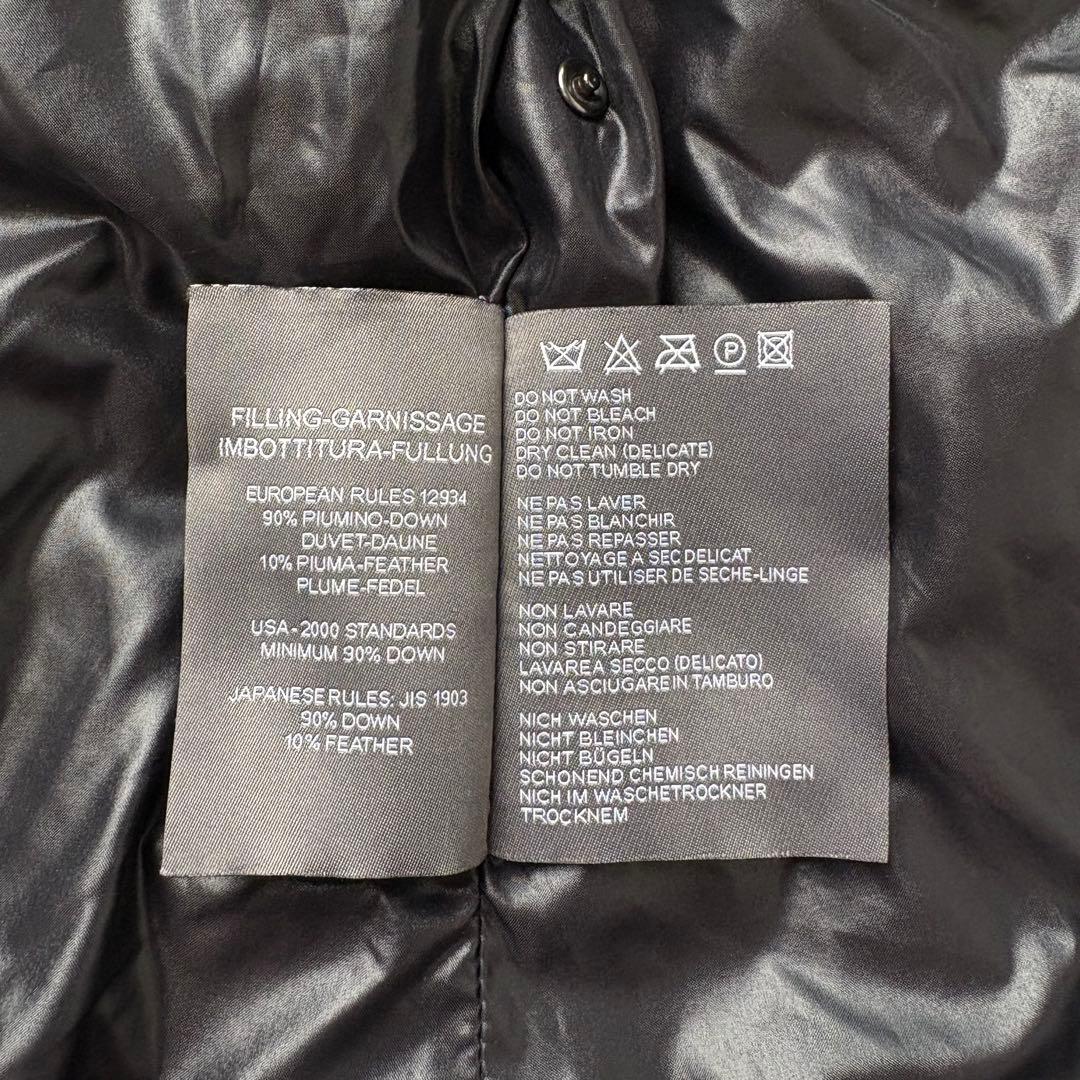 FILLING-GARNISSAGE
IMBOTTITURA-FULLUNG
EUROPEAN RULES 12934
90% PIUMINO-DOWN
DUVET-DAUNE
10% PIUMA-FEATHER
PLUME-FEDEL
USA-2000 STANDARDS
MINIMUM 90% DOWN
JAPANESE RULES: JIS 1903
90% DOWN
10% FEATHER
P
DO NOT WASH
DO NOT BLEACH
DO NOT IRON
DRY CLEAN (DELICATE)
DO NOT TUMBLE DRY
NE PAS LAVER
NE PAS BLANCHIR
NE PAS REPASSER
NETTOYAGE A SEC DELICAT
NE PAS UTILISER DE SECHE-LINGE
NON LAVARE
NON CANDEGGIARE
NON STIRARE
LAVARE A SECCO (DELICATO)
NON ASCIUGARE IN TAMBURO
NICH WASCHEN
NICHT BLEINCHEN
NICHT BÜGELN
SCHONEND CHEMISCH REININGEN
NICH IM WASCHETROCKNER
TROCKNEM